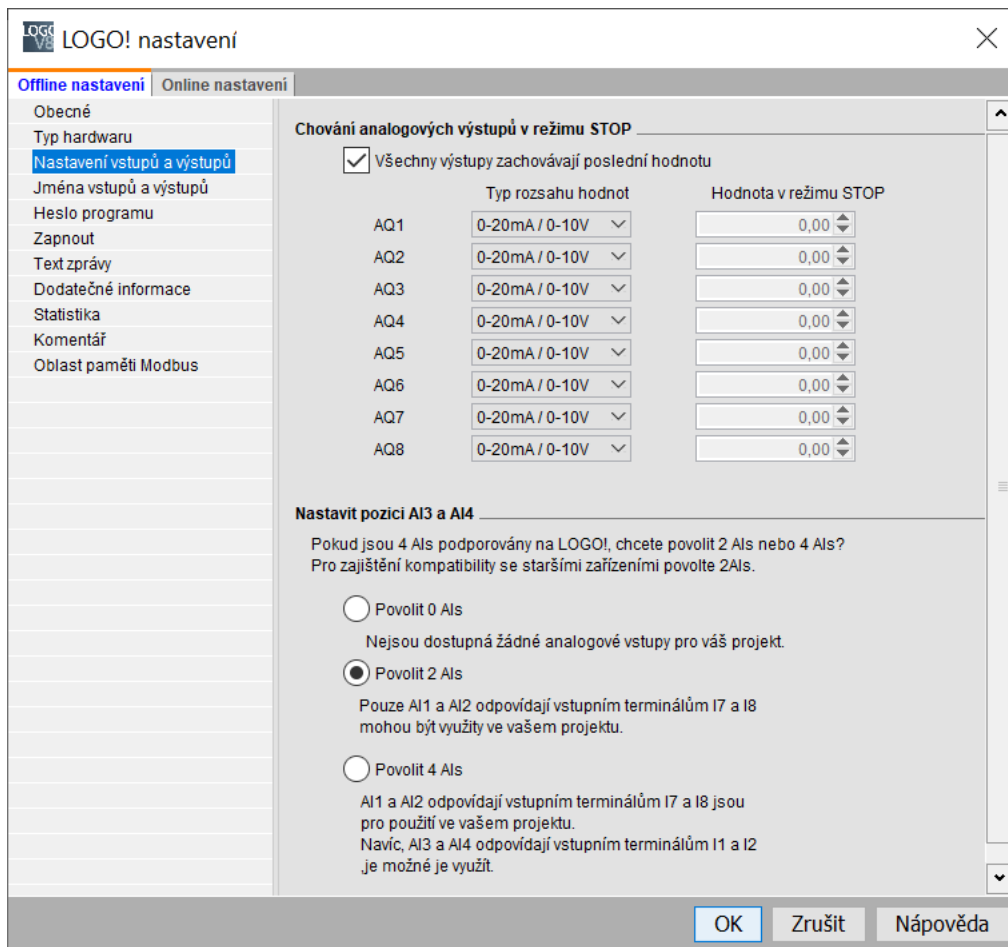 LOGO! V8 LOGO! nastavení
Offline nastavení Online nastavení
Obecné
Typ hardwaru
Nastavení vstupů a výstupů
Jména vstupů a výstupů
Heslo programu
Zapnout
Text zprávy
Dodatečné informace
Statistika
Komentář
Oblast paměti Modbus
Chování analogových výstupů v režimu STOP
Všechny výstupy zachovávají poslední hodnotu
Typ rozsahu hodnot Hodnota v režimu STOP
AQ1 0-20mA / 0-10V 0,00
AQ2 0-20mA / 0-10V 0,00
AQ3 0-20mA / 0-10V 0,00
AQ4 0-20mA / 0-10V 0,00
AQ5 0-20mA / 0-10V 0,00
AQ6 0-20mA / 0-10V 0,00
AQ7 0-20mA / 0-10V 0,00
AQ8 0-20mA / 0-10V 0,00
Nastavit pozici AI3 a AI4
Pokud jsou 4 AIs podporovány na LOGO!, chcete povolit 2 AIs nebo 4 AIs?
Pro zajištění kompatibility se staršími zařízeními povolte 2AIs.
Povolit 0 AIs
Nejsou dostupná žádné analogové vstupy pro váš projekt.
Povolit 2 AIs
Pouze AI1 a AI2 odpovídají vstupním terminálům I7 a I8
mohou být využity ve vašem projektu.
Povolit 4 AIs
AI1 a AI2 odpovídají vstupním terminálům I7 a I8 jsou
pro použití ve vašem projektu.
Navíc, AI3 a AI4 odpovídají vstupním terminálům I1 a I2
,je možné je využít.
OK Zrušit Nápověda